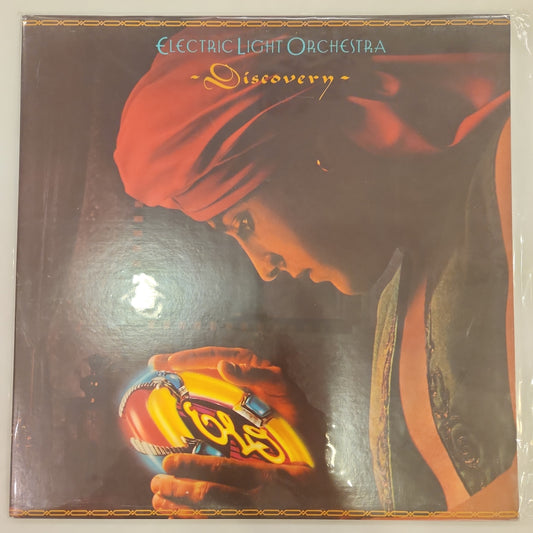 ELECTRIC LIGHT ORCHESTRA
- Discovery -
ELO